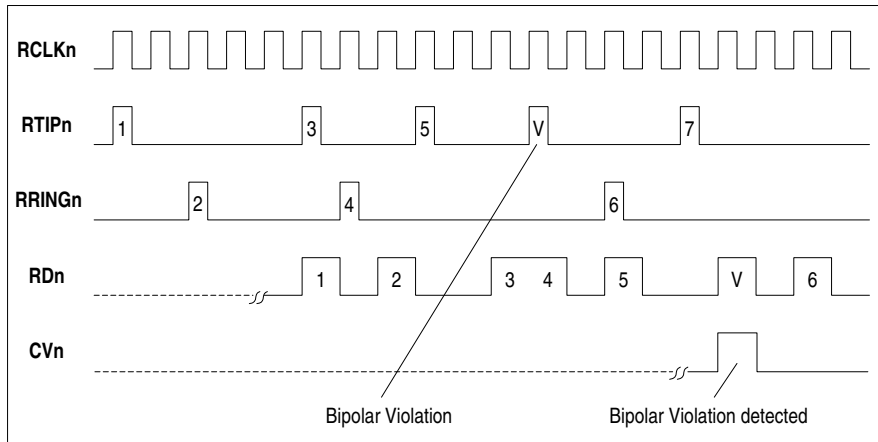 RCLKn
RTIPn 1 3 5 V 7
RRINGn 2 4 6
RDn 1 2 3 4 5 V 6
CVn
Bipolar Violation Bipolar Violation detected